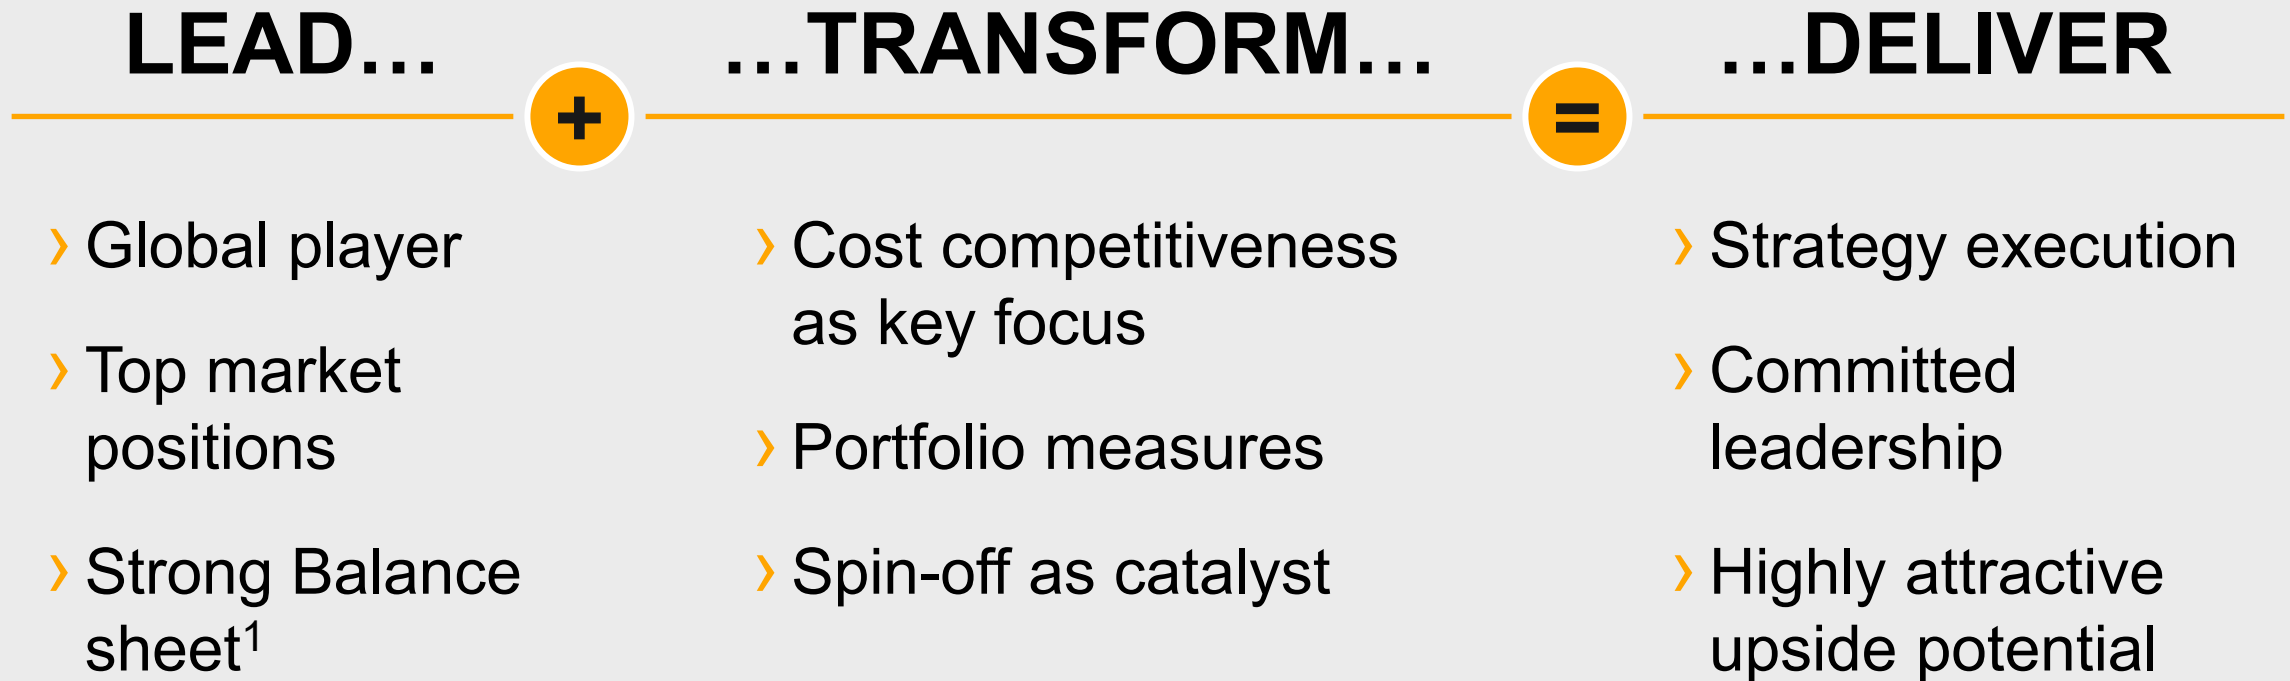 LEAD…
+
…TRANSFORM…
=
…DELIVER
› Global player
› Top market
positions
› Strong Balance
sheet¹
› Cost competitiveness
as key focus
› Portfolio measures
› Spin-off as catalyst
› Strategy execution
› Committed
leadership
› Highly attractive
upside potential